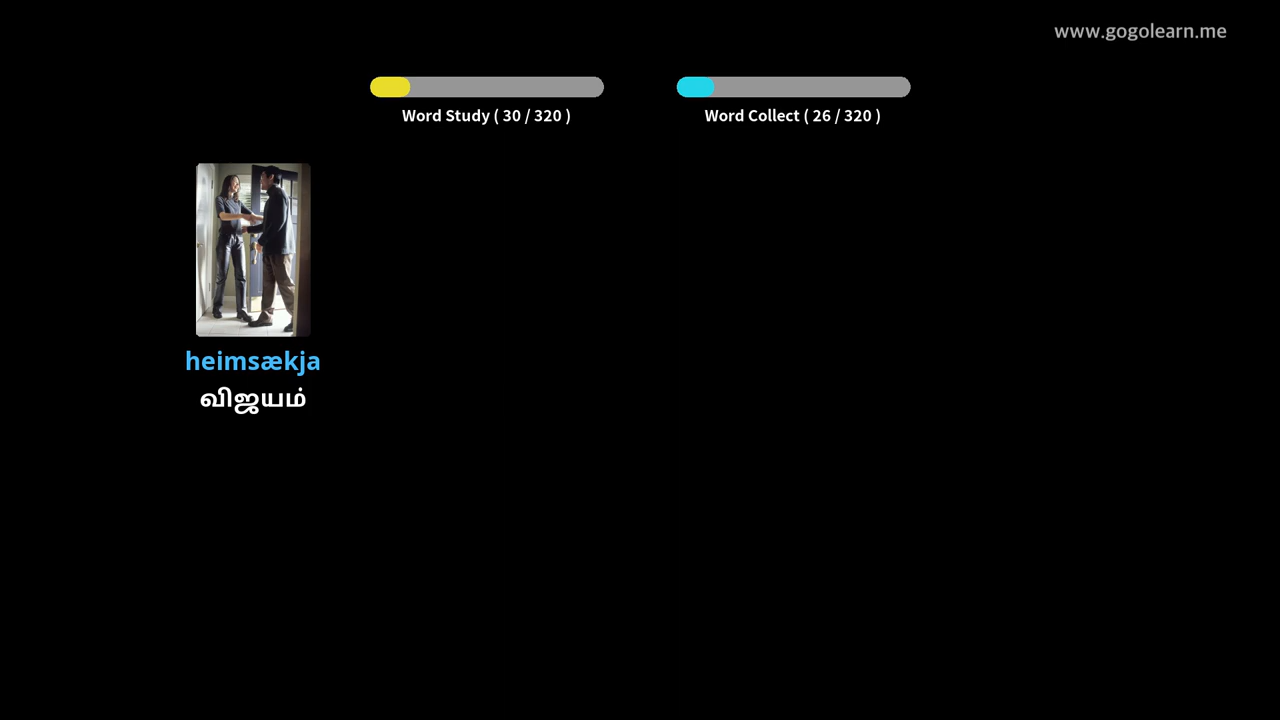 www.gogolearn.me
Word Study ( 30 / 320 )
Word Collect ( 26 / 320 )
heimsækja
விஜயம்